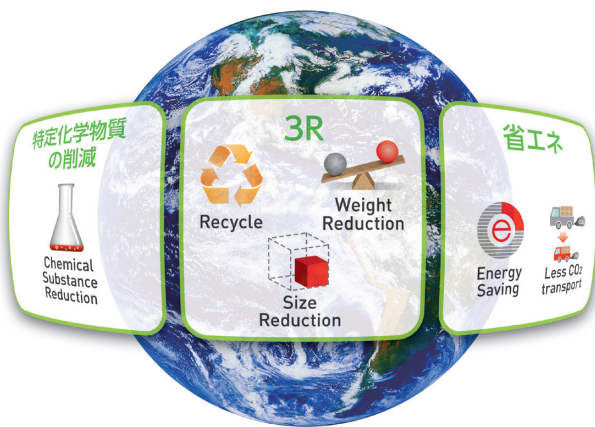 特定化学物質
の削減
Chemical
Substance
Reduction
3R
Recycle
Weight
Reduction
Size
Reduction
省エネ
e
Energy
Saving
Less CO₂
transport